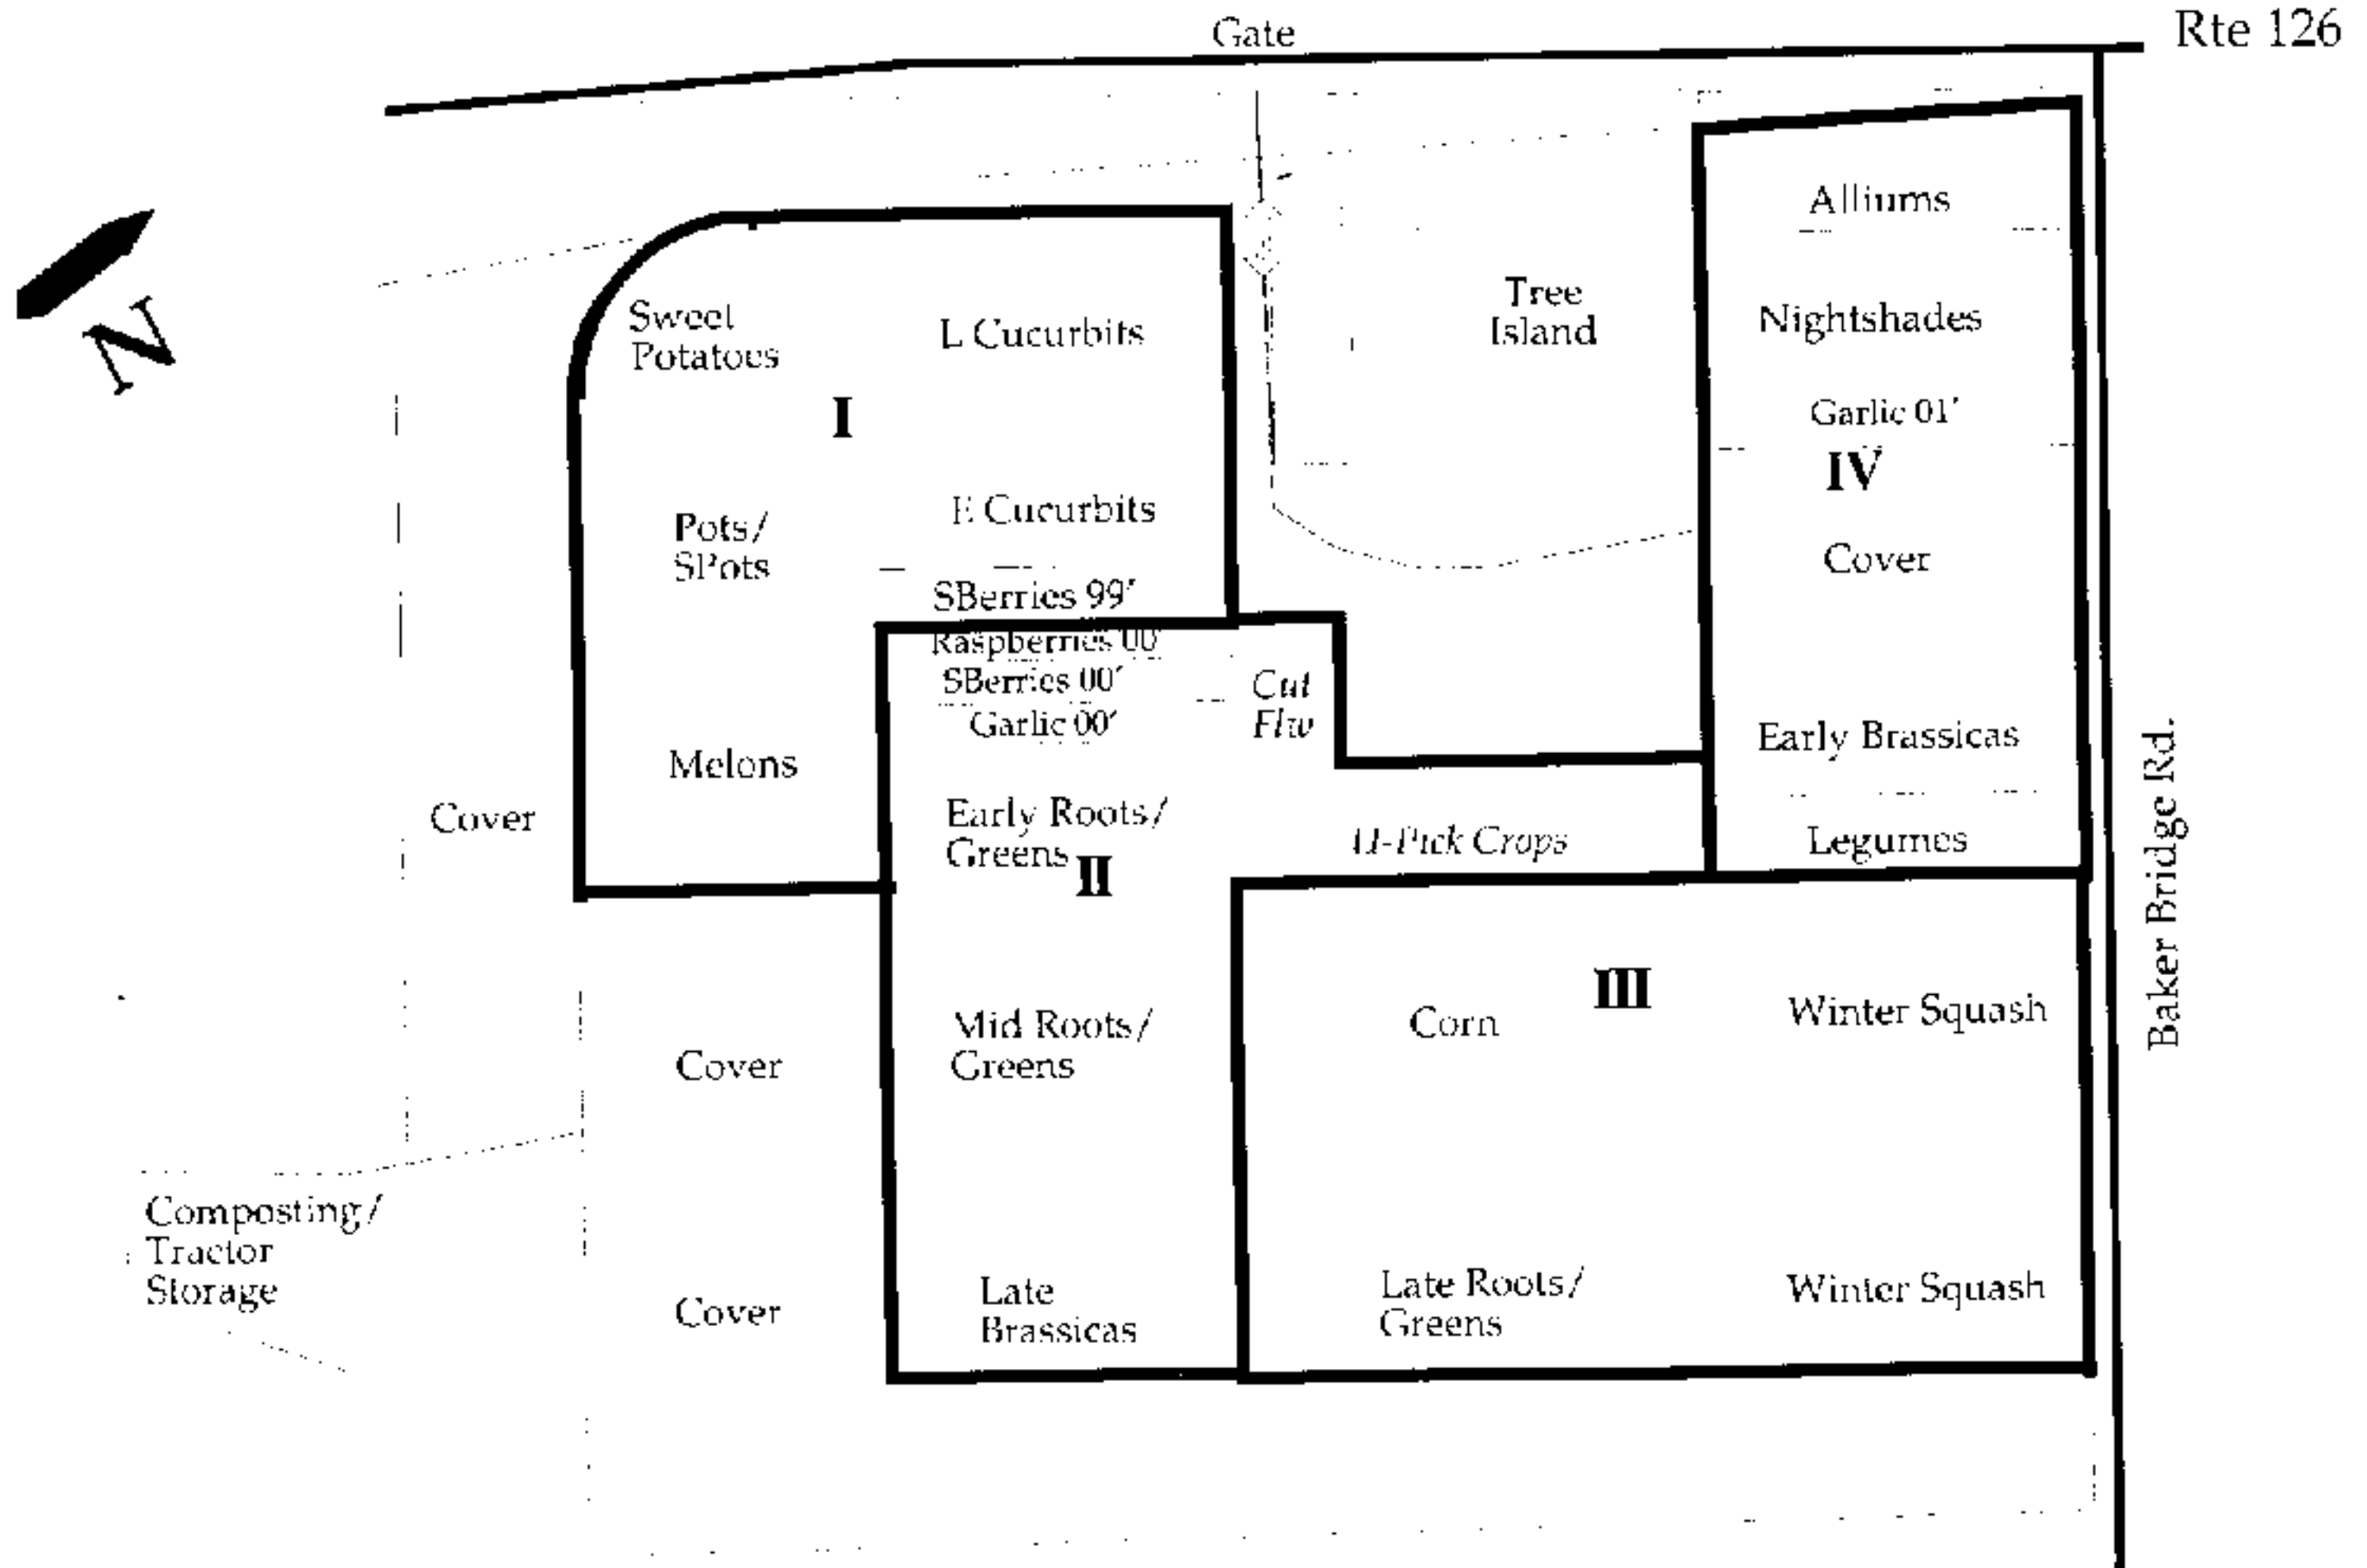 Gate
Rte 126
N
Alliums
Sweet
Potatoes
L Cucurbits
Tree
Island
Nightshades
I
Garlic 01'
IV
Pots/
SPots
E Cucurbits
Cover
SBerries 99'
Raspberries 00'
SBerries 00'
Garlic 00'
Cut
Flw
Melons
Early Brassicas
Cover
Early Roots/
Greens
II
U-Pick Crops
Legumes
Baker Bridge Rd.
III
Mid Roots/
Greens
Corn
Winter Squash
Cover
Composting/
Tractor
Storage
Cover
Late
Brassicas
Late Roots/
Greens
Winter Squash